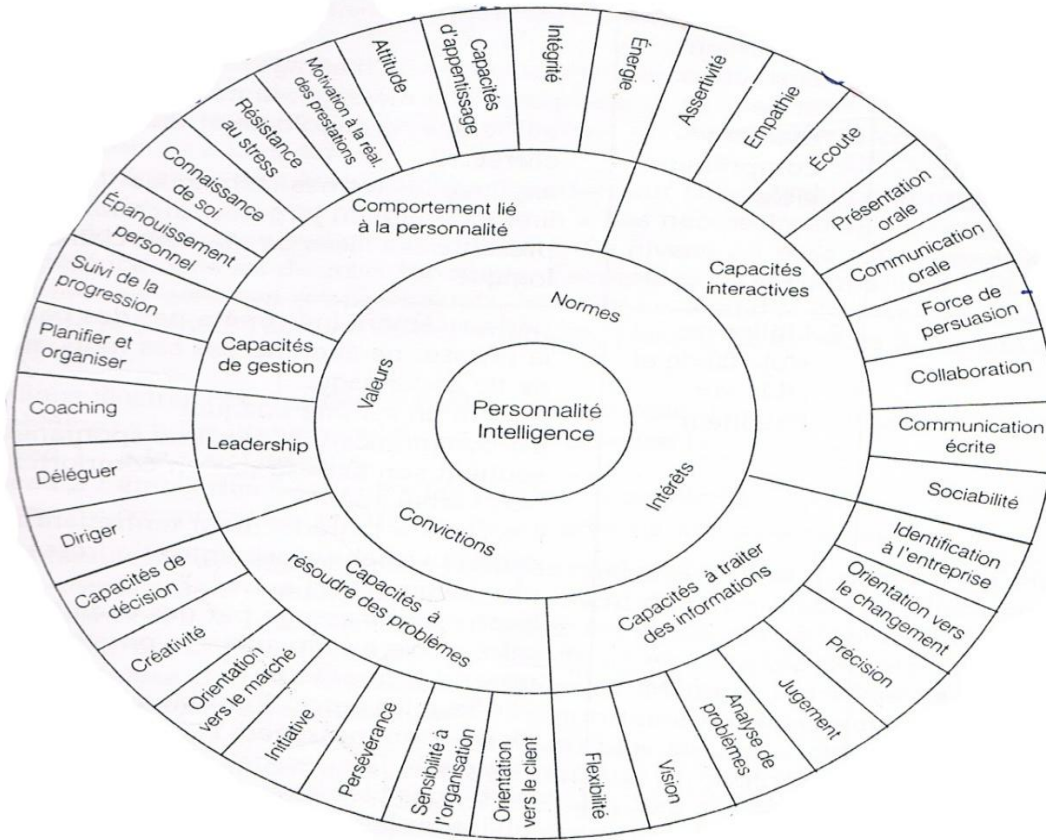 Personnalité
Intelligence
Normes
Intérêts
Convictions
Valeurs
Comportement lié
à la personnalité
Capacités
interactives
Capacités à traiter
des informations
Capacités à
résoudre des problèmes
Leadership
Capacités
de gestion
Énergie
Assertivité
Empathie
Écoute
Présentation
orale
Communication
orale
Force de
persuasion
Collaboration
Communication
écrite
Sociabilité
Identification
à l'entreprise
Orientation vers
le changement
Précision
Jugement
Analyse de
problèmes
Vision
Flexibilité
Orientation
vers le client
Sensibilité à
l'organisation
Persévérance
Initiative
Orientation
vers le marché
Créativité
Capacités de
décision
Diriger
Déléguer
Coaching
Planifier et
organiser
Suivi de la
progression
Épanouissement
personnel
Connaissance
de soi
Résistance
au stress
Motivation à la réal.
des prestations
Attitude
Capacités
d'apprentissage
Intégrité